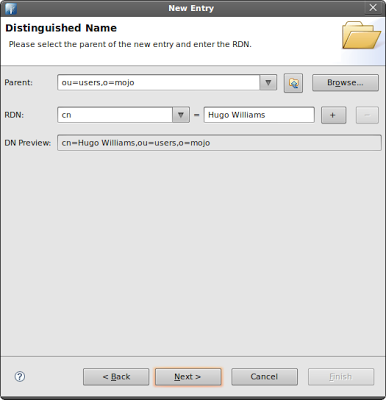 New Entry
Distinguished Name
Please select the parent of the new entry and enter the RDN.
Parent: ou=users,o=mojo Browse...
RDN: cn = Hugo Williams + −
DN Preview: cn=Hugo Williams,ou=users,o=mojo
? < Back Next > Cancel Finish